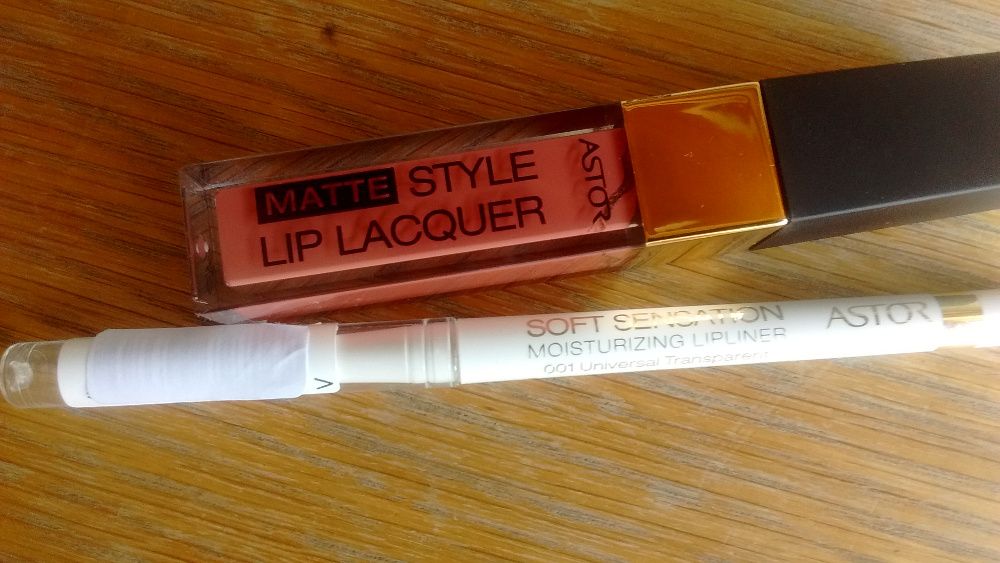 MATTE STYLE
LIP LACQUER
ASTOR
SOFT SENSATION
MOISTURIZING LIPLINER
001 Universal Transparent
ASTOR